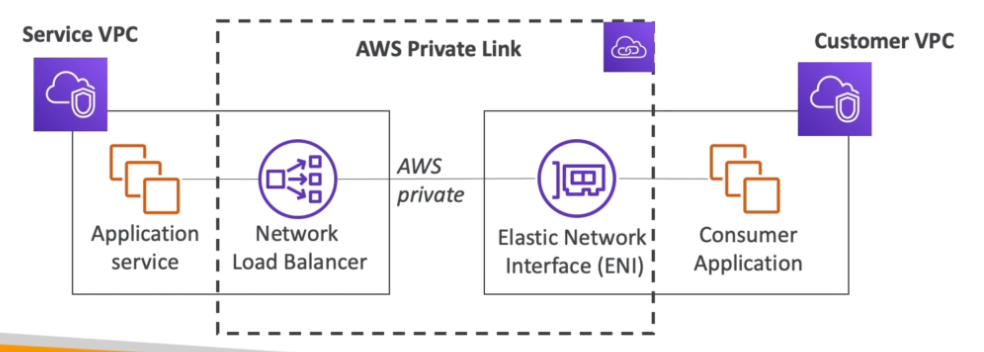 Service VPC
AWS Private Link
Customer VPC
AWS
private
Application
service
Network
Load Balancer
Elastic Network
Interface (ENI)
Consumer
Application